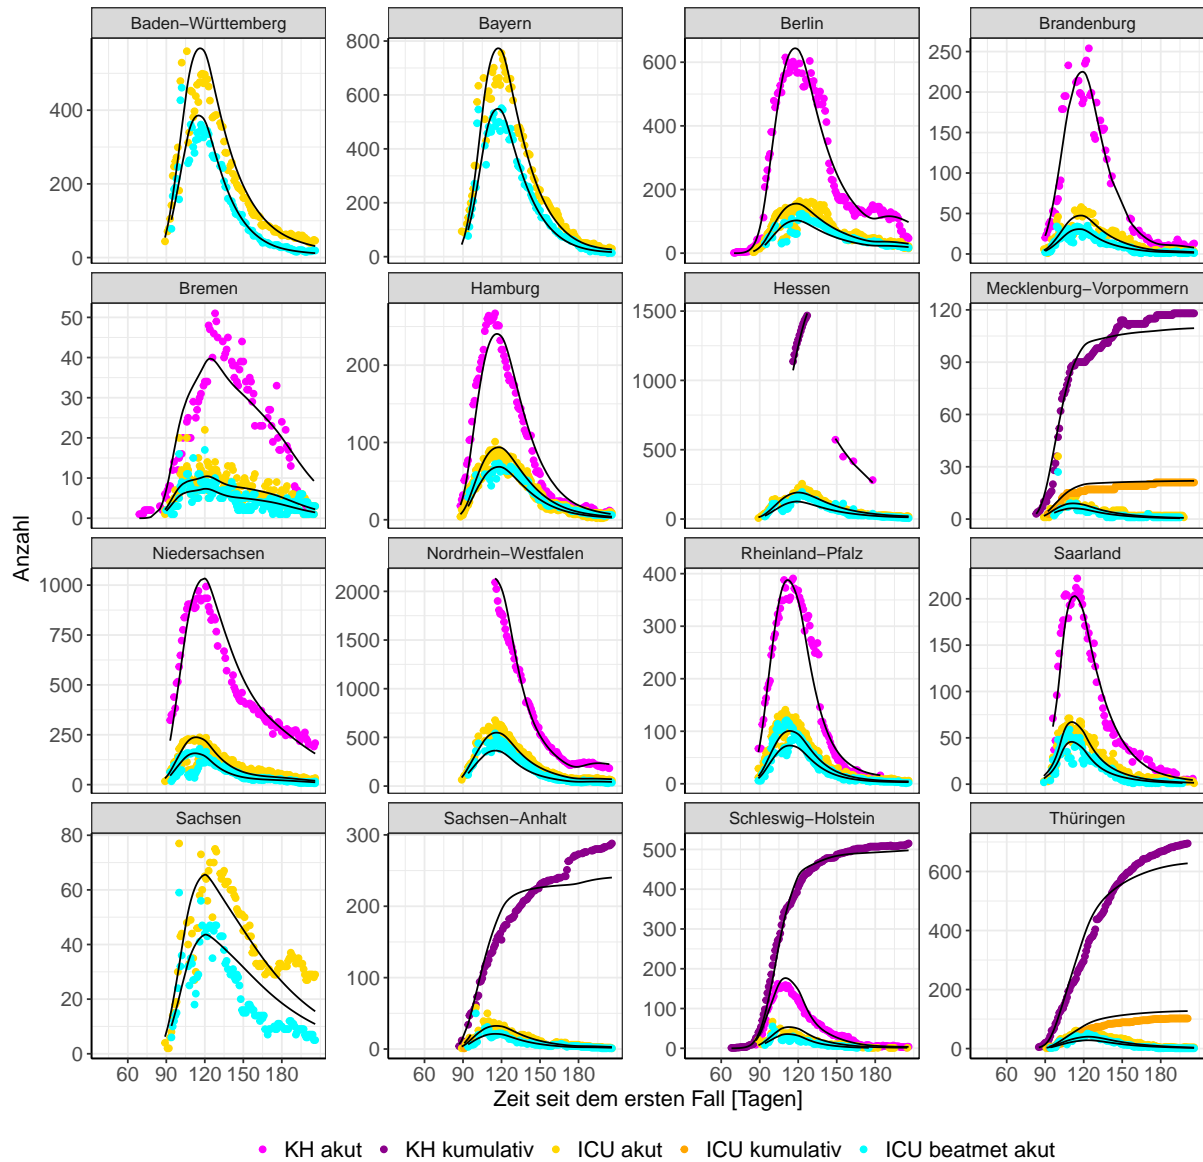 Baden−Württemberg Bayern Berlin Brandenburg
0 200 400
0 200 400 600 800
0 200 400 600
0 50 100 150 200 250
Bremen Hamburg Hessen Mecklenburg−Vorpommern
0 10 20 30 40 50
0 100 200
0 500 1000 1500
0 30 60 90 120
Niedersachsen Nordrhein−Westfalen Rheinland−Pfalz Saarland
0 250 500 750 1000
0 500 1000 1500 2000
0 100 200 300 400
0 50 100 150 200
Sachsen Sachsen−Anhalt Schleswig−Holstein Thüringen
0 20 40 60 80
0 100 200 300
0 100 200 300 400 500
0 200 400 600
60 90 120 150 180 60 90 120 150 180 60 90 120 150 180 60 90 120 150 180
Anzahl
Zeit seit dem ersten Fall [Tagen]
KH akut KH kumulativ ICU akut ICU kumulativ ICU beatmet akut